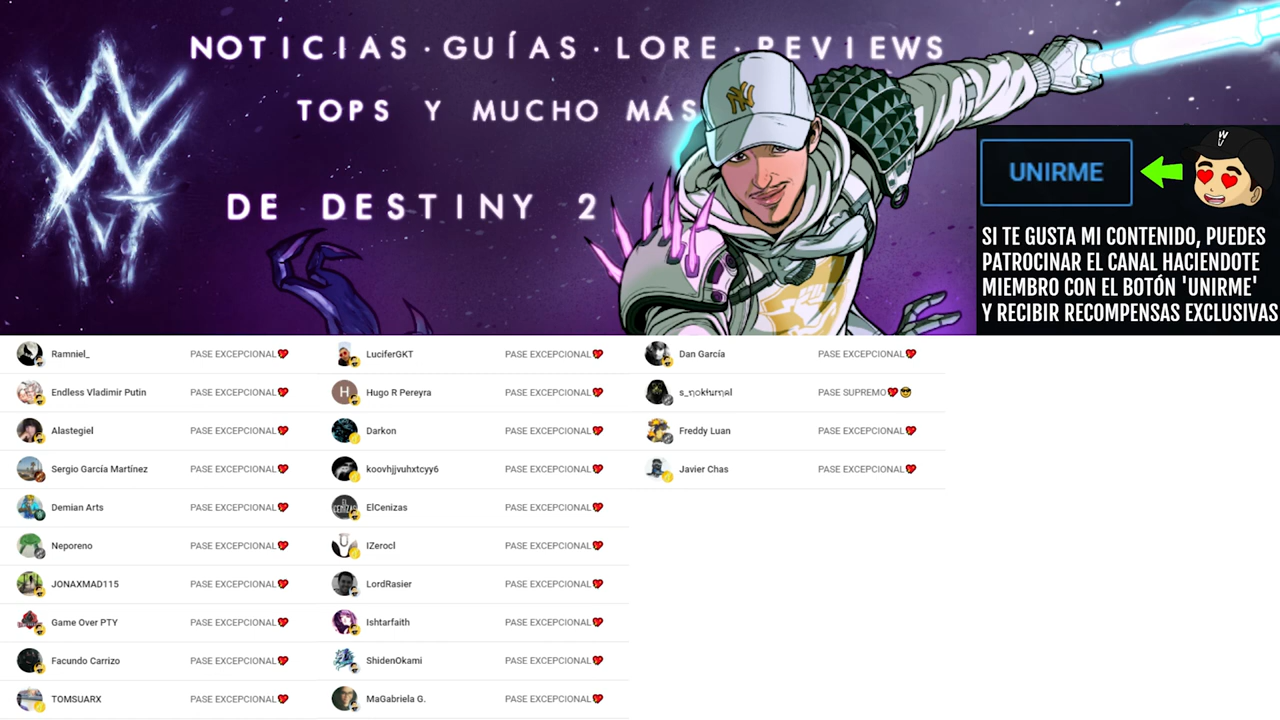 NOTICIAS · GUÍAS · LORE · REVIEWS
TOPS Y MUCHO MÁS
DE DESTINY 2
UNIRME
SI TE GUSTA MI CONTENIDO, PUEDES
PATROCINAR EL CANAL HACIENDOTE
MIEMBRO CON EL BOTÓN 'UNIRME'
Y RECIBIR RECOMPENSAS EXCLUSIVAS
Ramniel_ PASE EXCEPCIONAL
Endless Vladimir Putin PASE EXCEPCIONAL
Alastegiel PASE EXCEPCIONAL
Sergio García Martínez PASE EXCEPCIONAL
Demian Arts PASE EXCEPCIONAL
Neporeno PASE EXCEPCIONAL
JONAXMAD115 PASE EXCEPCIONAL
Game Over PTY PASE EXCEPCIONAL
Facundo Carrizo PASE EXCEPCIONAL
TOMSUARX PASE EXCEPCIONAL
LuciferGKT PASE EXCEPCIONAL
H Hugo R Pereyra PASE EXCEPCIONAL
Darkon PASE EXCEPCIONAL
koovhjjvuhxtcyy6 PASE EXCEPCIONAL
ElCenizas PASE EXCEPCIONAL
IZerocl PASE EXCEPCIONAL
LordRasier PASE EXCEPCIONAL
Ishtarfaith PASE EXCEPCIONAL
ShidenOkami PASE EXCEPCIONAL
MaGabriela G. PASE EXCEPCIONAL
Dan García PASE EXCEPCIONAL
PASE SUPREMO
Freddy Luan PASE EXCEPCIONAL
Javier Chas PASE EXCEPCIONAL